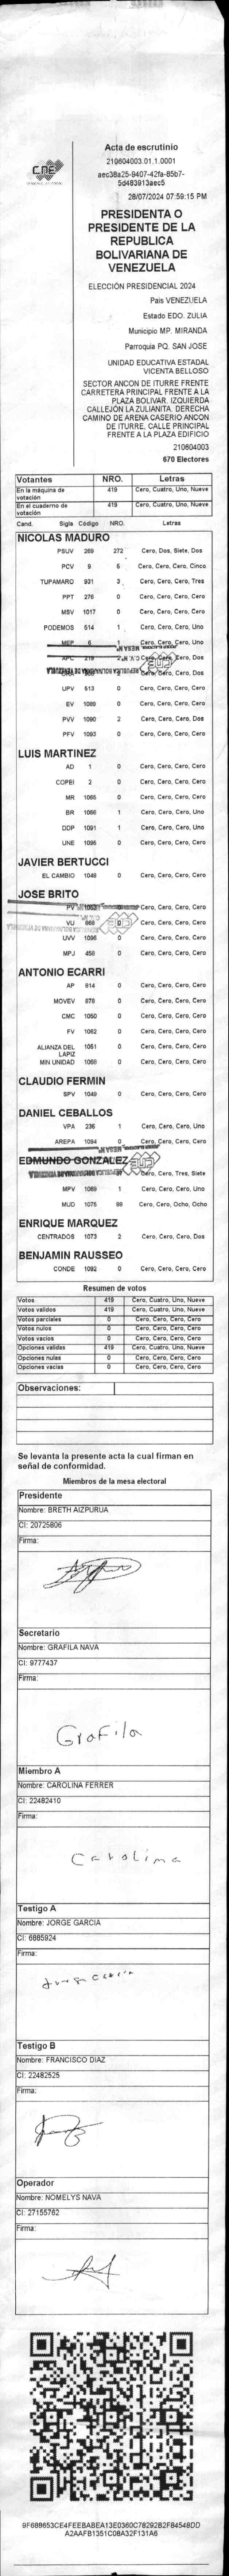 CNE
Acta de escrutinio
210604003.01.1.0001
aec38a25-9407-42fa-85b7-
5d483913aec5
28/07/2024 07:59:15 PM
PRESIDENTA O
PRESIDENTE DE LA
REPUBLICA
BOLIVARIANA DE
VENEZUELA
ELECCIÓN PRESIDENCIAL 2024
País VENEZUELA
Estado EDO. ZULIA
Municipio MP. MIRANDA
Parroquia PQ. SAN JOSE
UNIDAD EDUCATIVA ESTADAL
VICENTA BELLOSO
SECTOR ANCON DE ITURRE FRENTE
CARRETERA PRINCIPAL FRENTE A LA
PLAZA BOLIVAR. IZQUIERDA
CALLEJÓN LA ZULIANITA. DERECHA
CAMINO DE ARENA CASERIO ANCON
DE ITURRE. CALLE PRINCIPAL
FRENTE A LA PLAZA EDIFICIO
210604003
670 Electores
Votantes NRO. Letras
En la máquina de votación 419 Cero, Cuatro, Uno, Nueve
En el cuaderno de votación 419 Cero, Cuatro, Uno, Nueve
Cand. Sigla Código NRO. Letras
NICOLAS MADURO
PSUV 269 272 Cero, Dos, Siete, Dos
PCV 9 5 Cero, Cero, Cero, Cinco
TUPAMARO 931 3 Cero, Cero, Cero, Tres
PPT 276 0 Cero, Cero, Cero, Cero
MSV 1017 0 Cero, Cero, Cero, Cero
PODEMOS 514 1 Cero, Cero, Cero, Uno
MEP 6 1 Cero, Cero, Cero, Uno
APC 219 2 Cero, Cero, Cero, Dos
ORA Cero, Cero, Cero, Dos
UPV 513 0 Cero, Cero, Cero, Cero
EV 1089 0 Cero, Cero, Cero, Cero
PVV 1090 2 Cero, Cero, Cero, Dos
PFV 1093 0 Cero, Cero, Cero, Cero
LUIS MARTINEZ
AD 1 0 Cero, Cero, Cero, Cero
COPEI 2 0 Cero, Cero, Cero, Cero
MR 1065 0 Cero, Cero, Cero, Cero
BR 1066 1 Cero, Cero, Cero, Uno
DDP 1091 1 Cero, Cero, Cero, Uno
UNE 1095 0 Cero, Cero, Cero, Cero
JAVIER BERTUCCI
EL CAMBIO 1048 0 Cero, Cero, Cero, Cero
JOSE BRITO
PV 1052 0 Cero, Cero, Cero, Cero
VU 868 0 Cero, Cero, Cero, Cero
UVV 1096 0 Cero, Cero, Cero, Cero
MPJ 458 0 Cero, Cero, Cero, Cero
ANTONIO ECARRI
AP 914 0 Cero, Cero, Cero, Cero
MOVEV 878 0 Cero, Cero, Cero, Cero
CMC 1050 0 Cero, Cero, Cero, Cero
FV 1062 0 Cero, Cero, Cero, Cero
ALIANZA DEL LAPIZ 1051 0 Cero, Cero, Cero, Cero
MIN UNIDAD 1068 0 Cero, Cero, Cero, Cero
CLAUDIO FERMIN
SPV 1049 0 Cero, Cero, Cero, Cero
DANIEL CEBALLOS
VPA 236 1 Cero, Cero, Cero, Uno
AREPA 1094 0 Cero, Cero, Cero, Cero
EDMUNDO GONZALEZ
Cero, Tres, Siete
MPV 1069 1 Cero, Cero, Cero, Uno
MUD 1075 88 Cero, Cero, Ocho, Ocho
ENRIQUE MARQUEZ
CENTRADOS 1073 2 Cero, Cero, Cero, Dos
BENJAMIN RAUSSEO
CONDE 1092 0 Cero, Cero, Cero, Cero
Resumen de votos
Votos 419 Cero, Cuatro, Uno, Nueve
Votos validos 419 Cero, Cuatro, Uno, Nueve
Votos parciales 0 Cero, Cero, Cero, Cero
Votos nulos 0 Cero, Cero, Cero, Cero
Votos vacios 0 Cero, Cero, Cero, Cero
Opciones validas 419 Cero, Cuatro, Uno, Nueve
Opciones nulas 0 Cero, Cero, Cero, Cero
Opciones vacias 0 Cero, Cero, Cero, Cero
Observaciones:
Se levanta la presente acta la cual firman en
señal de conformidad.
Miembros de la mesa electoral
Presidente
Nombre: BRETH AIZPURUA
CI: 20725806
Firma:
Secretario
Nombre: GRAFILA NAVA
CI: 9777437
Firma:
Grafila
Miembro A
Nombre: CAROLINA FERRER
CI: 22482410
Firma:
Carolina
Testigo A
Nombre: JORGE GARCIA
CI: 6885924
Firma:
Jorge Garcia
Testigo B
Nombre: FRANCISCO DIAZ
CI: 22482525
Firma:
Operador
Nombre: NOMELYS NAVA
CI: 27155762
Firma:
9F688653CE4FEEBABEA13E0360C78292B2F84548DD
A2AAFB1351C08A32F131A6